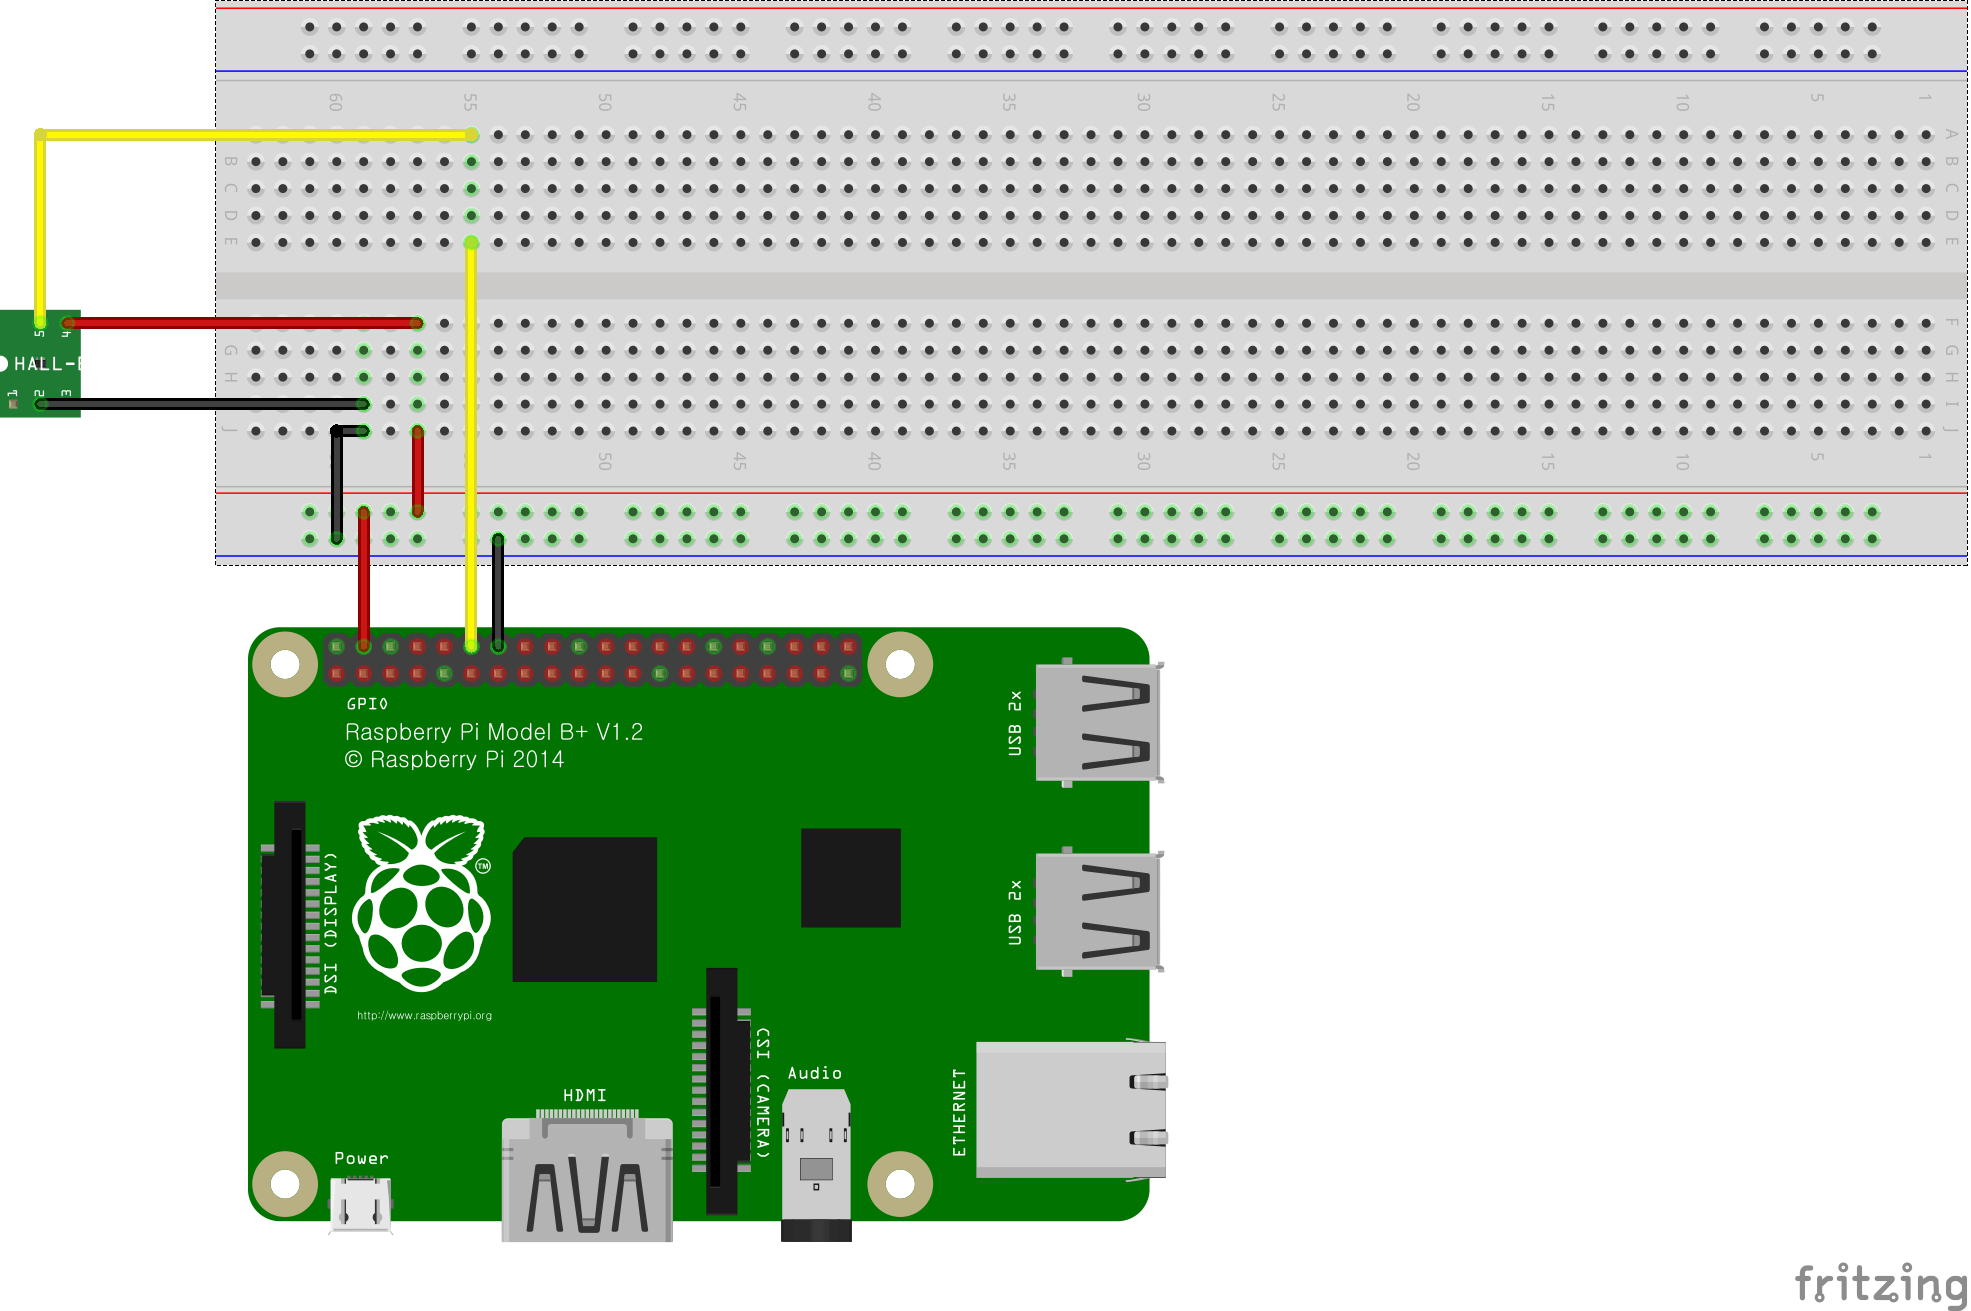 60 55 50 45 40 35 30 25 20 15 10 5 1
A
B B
C C
D D
E E
5 4
HALL-E
1 2 3
F
G G
H H
I
J J
50 45 40 35 30 25 20 15 10 5 1
GPIO
Raspberry Pi Model B+ V1.2
© Raspberry Pi 2014
USB 2x
USB 2x
DSI (DISPLAY)
TM
http://www.raspberrypi.org
CSI (CAMERA)
Audio
HDMI
ETHERNET
Power
fritzing